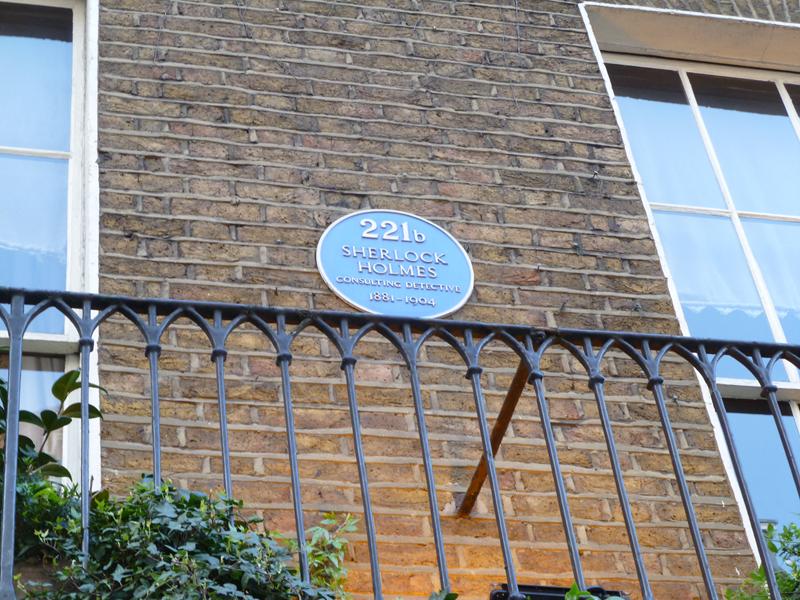 221b
SHERLOCK
HOLMES
CONSULTING DETECTIVE
1881-1904